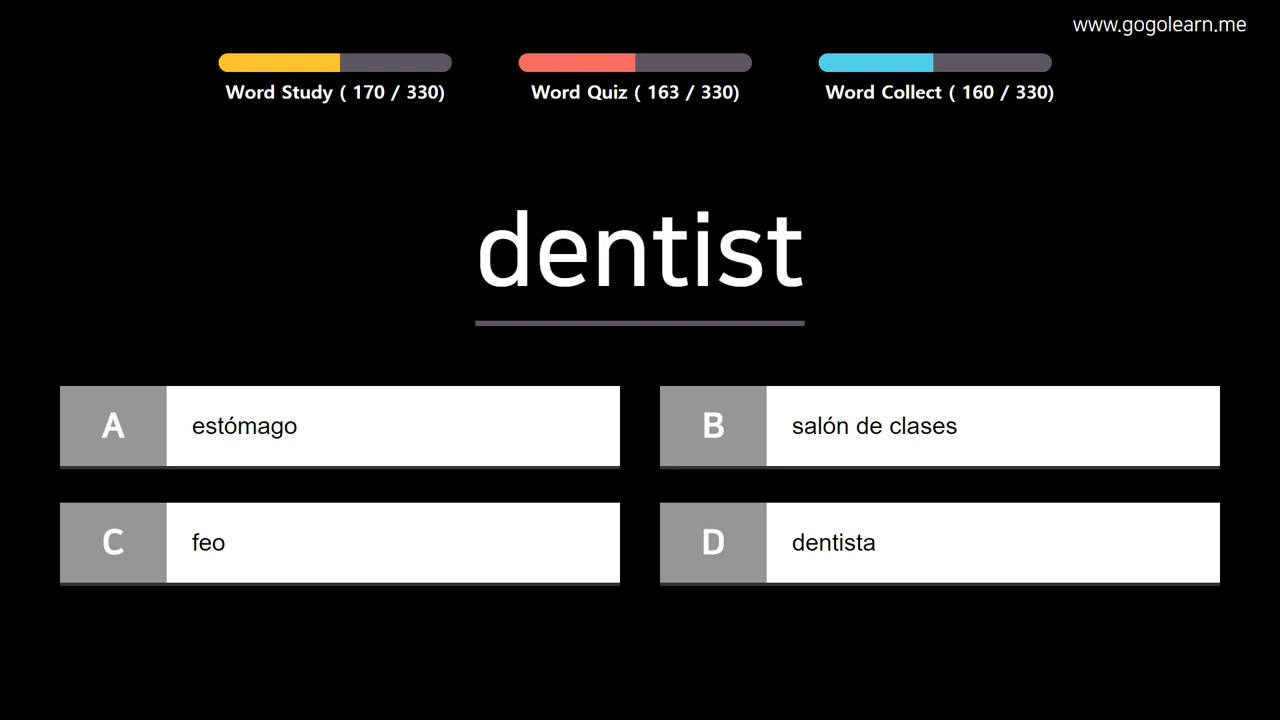 www.gogolearn.me
Word Study ( 170 / 330)
Word Quiz ( 163 / 330)
Word Collect ( 160 / 330)
dentist
A estómago
B salón de clases
C feo
D dentista